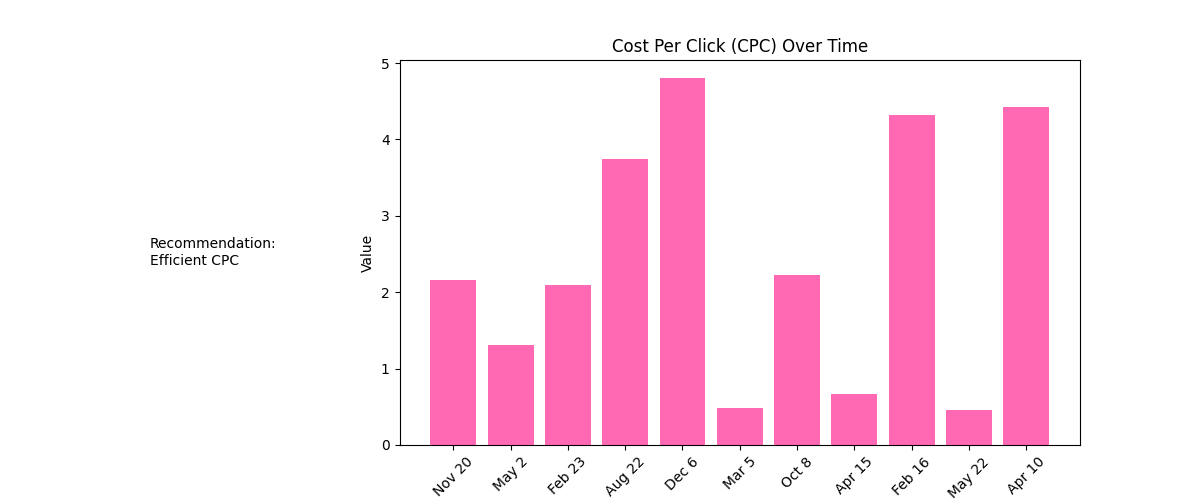 Cost Per Click (CPC) Over Time
Recommendation:
Efficient CPC
Value
5
4
3
2
1
0
Nov 20
May 2
Feb 23
Aug 22
Dec 6
Mar 5
Oct 8
Apr 15
Feb 16
May 22
Apr 10